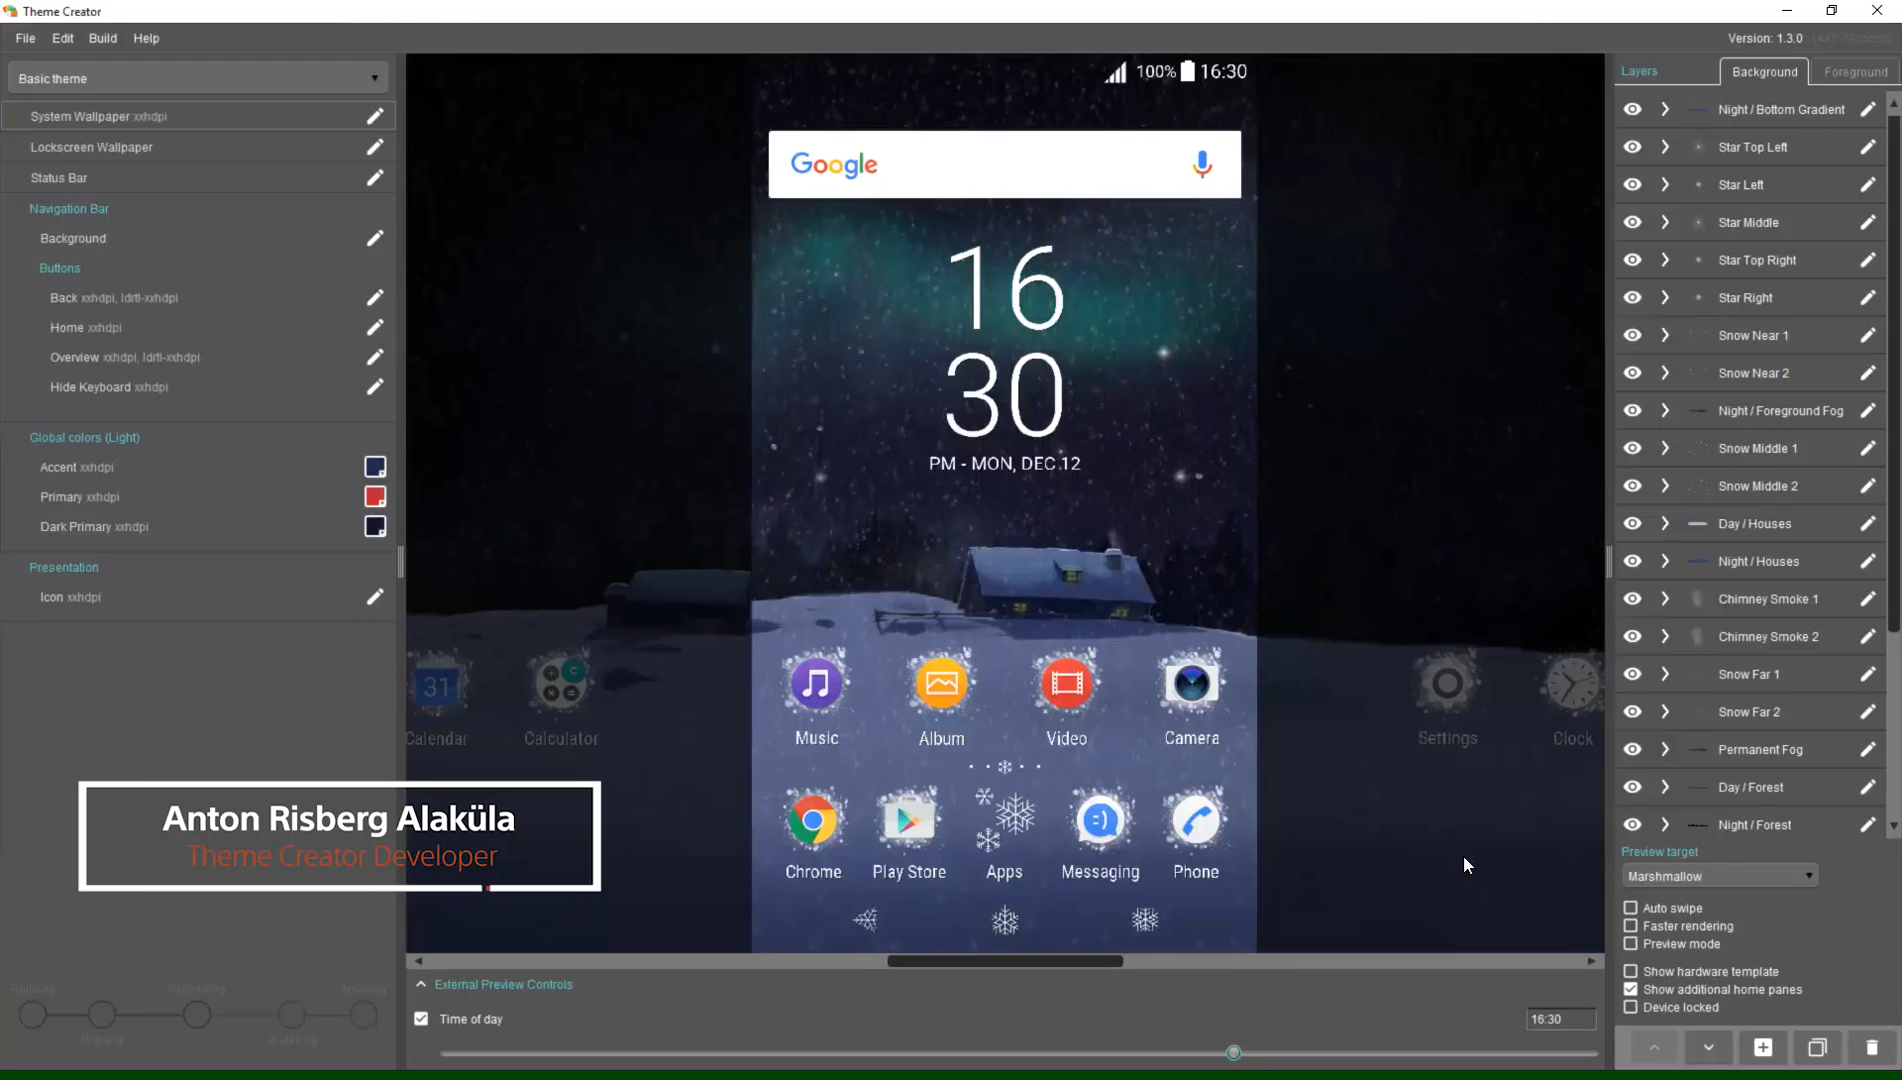 Theme Creator
File Edit Build Help
Version: 1.3.0
Basic theme
System Wallpaper xxhdpi
Lockscreen Wallpaper
Status Bar
Navigation Bar
Background
Buttons
Back xxhdpi, ldrtl-xxhdpi
Home xxhdpi
Overview xxhdpi, ldrtl-xxhdpi
Hide Keyboard xxhdpi
Global colors (Light)
Accent xxhdpi
Primary xxhdpi
Dark Primary xxhdpi
Presentation
Icon xxhdpi
Anton Risberg Alaküla
Theme Creator Developer
100% 16:30
Google
16
30
PM - MON, DEC 12
31
Calendar Calculator Music Album Video Camera Settings Clock
Chrome Play Store Apps Messaging Phone
External Preview Controls
Time of day 16:30
Layers Background Foreground
Night / Bottom Gradient
Star Top Left
Star Left
Star Middle
Star Top Right
Star Right
Snow Near 1
Snow Near 2
Night / Foreground Fog
Snow Middle 1
Snow Middle 2
Day / Houses
Night / Houses
Chimney Smoke 1
Chimney Smoke 2
Snow Far 1
Snow Far 2
Permanent Fog
Day / Forest
Night / Forest
Preview target
Marshmallow
Auto swipe
Faster rendering
Preview mode
Show hardware template
Show additional home panes
Device locked